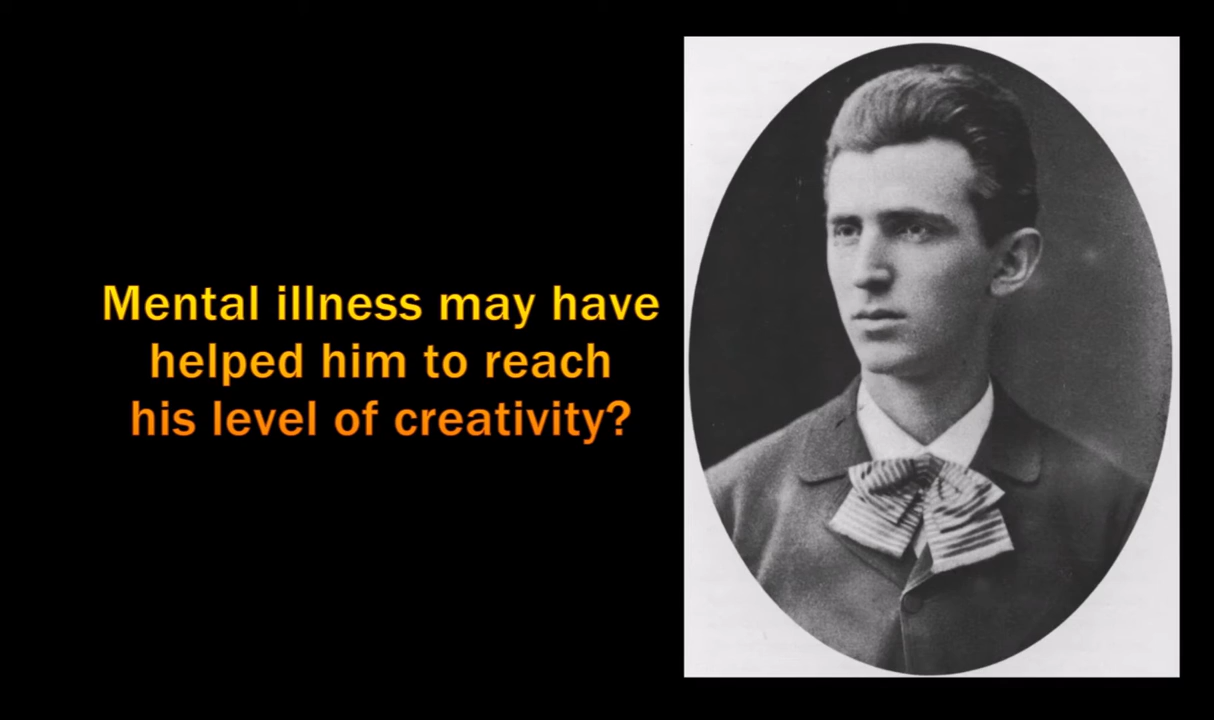 Mental illness may have
helped him to reach
his level of creativity?